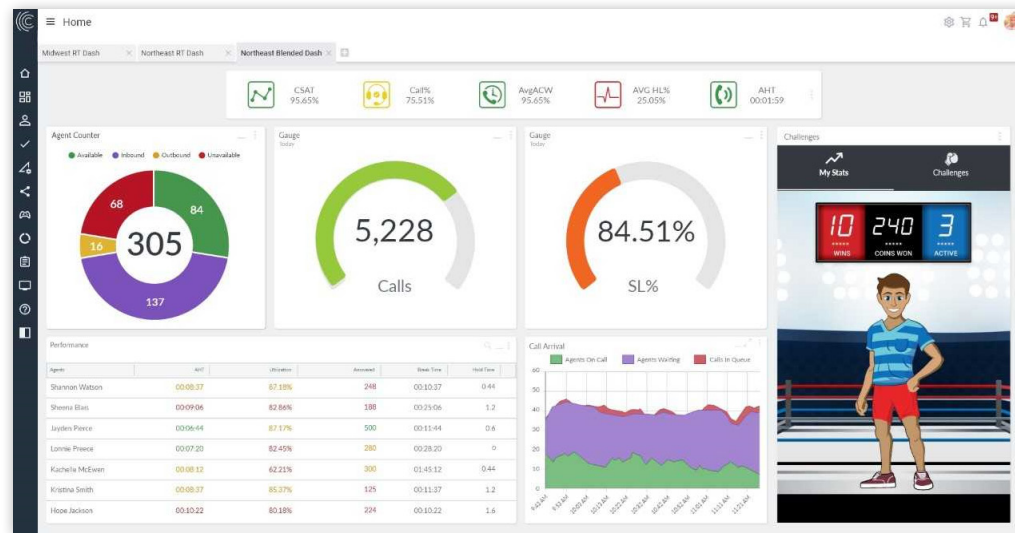 Home
9+
Midwest RT Dash
Northeast RT Dash
Northeast Blended Dash
CSAT
95.65%
Call%
75.51%
AvgACW
95.65%
AVG HL%
25.05%
AHT
00:01:59
Agent Counter
Available Inbound Outbound Unavailable
68
84
16
305
137
Gauge
Today
5,228
Calls
Gauge
Today
84.51%
SL%
Challenges
My Stats
Challenges
10 240 3
WINS COINS WON ACTIVE
Performance
Agents AHT Utilization Answered Break Time Hold Time
Shannon Watson 00:08:37 87.18% 248 00:10:37 0.44
Sheena Blais 00:09:06 82.86% 188 00:25:06 1.2
Jayden Pierce 00:06:44 87.17% 500 00:11:44 0.6
Lonnie Preece 00:07:20 82.45% 280 00:28:20 0
Kachelle McEwen 00:08:12 62.21% 300 01:45:12 0.44
Kristina Smith 00:08:37 85.37% 125 00:11:37 1.2
Hope Jackson 00:10:22 80.18% 224 00:10:22 1.6
Call Arrival
Agents On Call Agents Waiting Calls In Queue
60
50
40
30
20
10
0